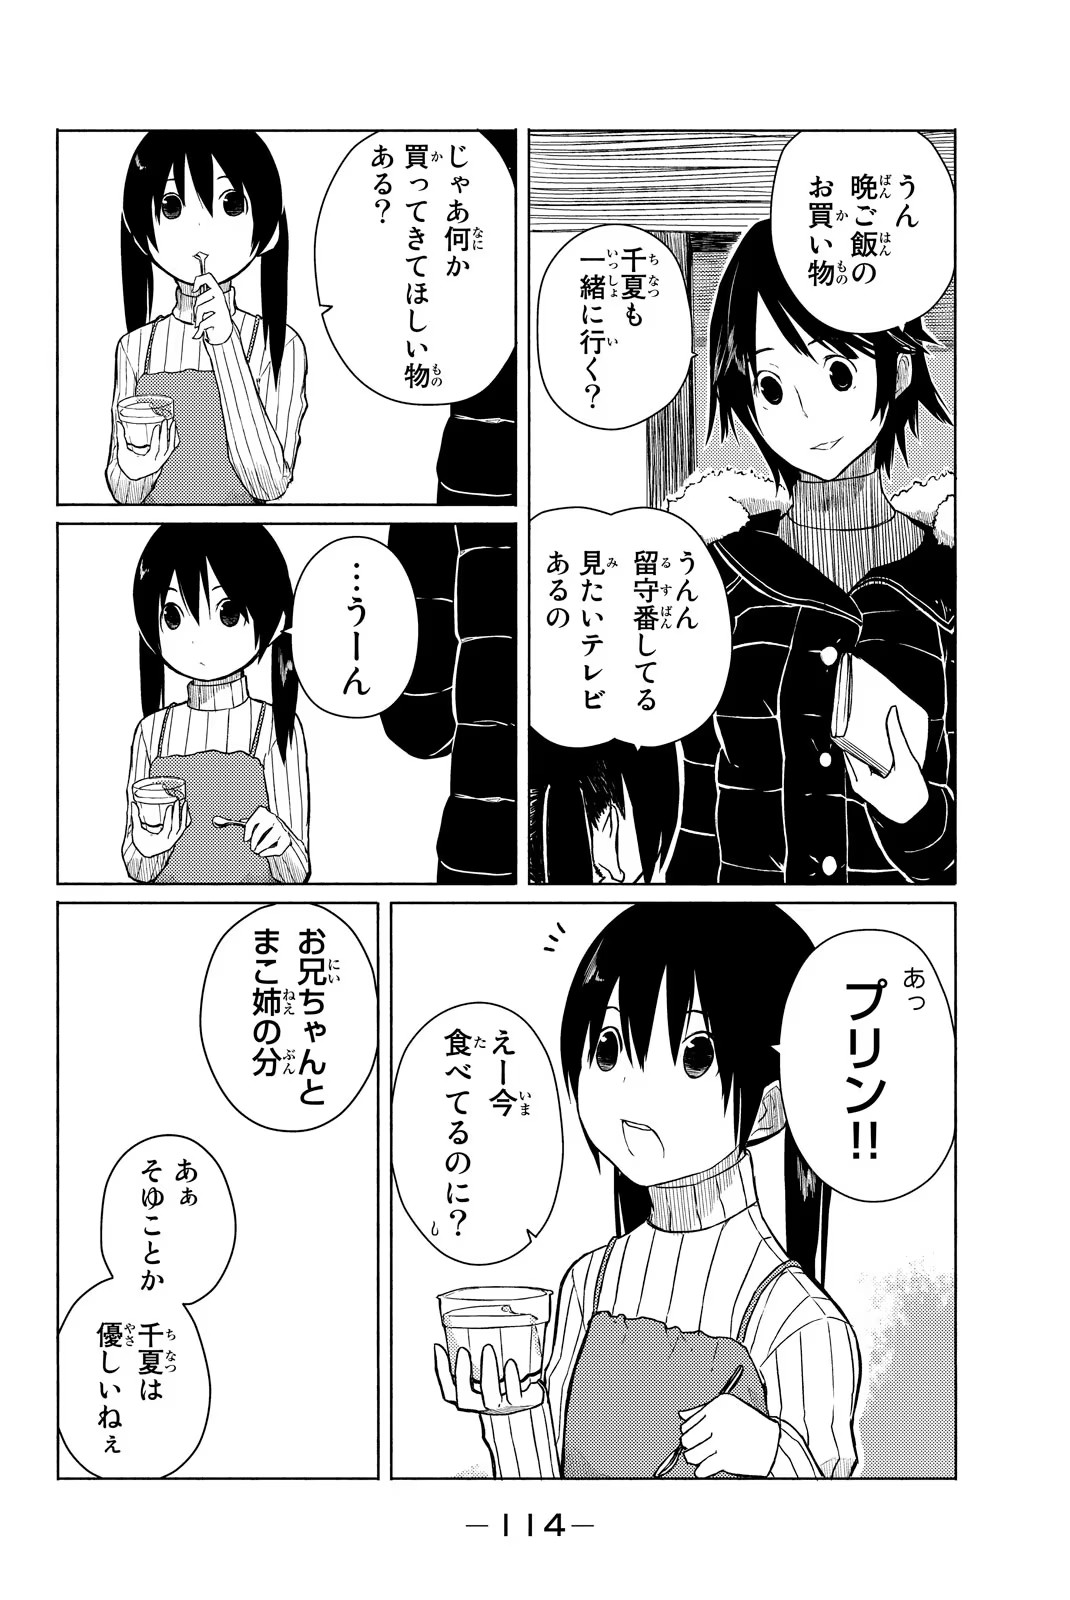 うん
晩ご飯の
お買い物
千夏も
一緒に行く?
うんん
留守番してる
見たいテレビ
あるの
じゃあ何か
買ってきてほしい物
ある?
…うーん
あっ
プリン!!
えー今
食べてるのに?
お兄ちゃんと
まこ姉の分
あぁ
そゆことか
千夏は
優しいねぇ
—114—